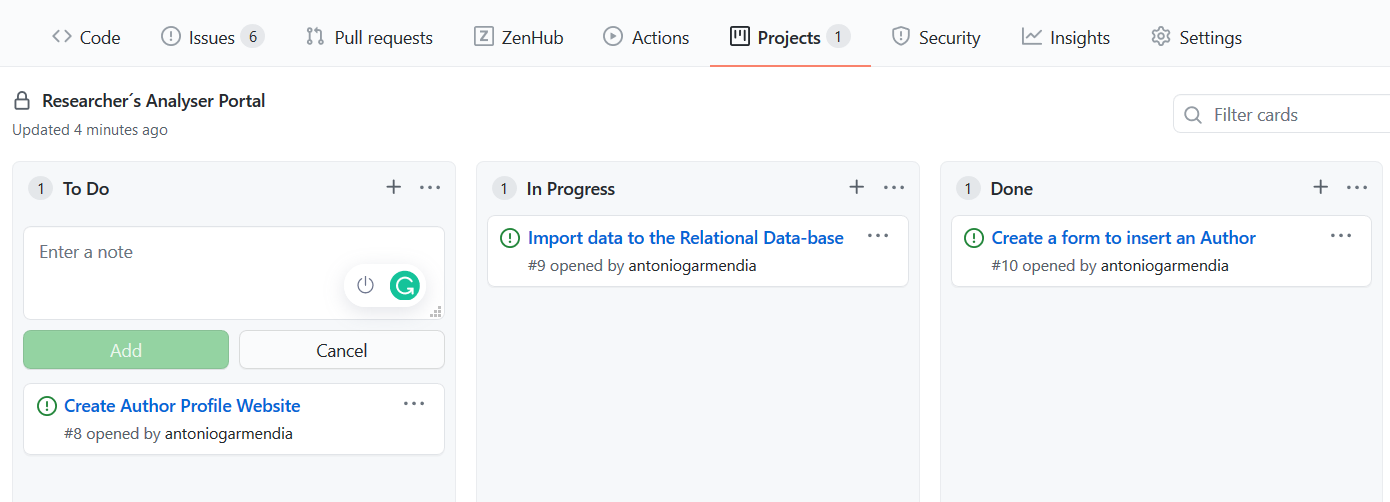 Code Issues 6 Pull requests ZenHub Actions Projects 1 Security Insights Settings
Researcher´s Analyser Portal
Updated 4 minutes ago
Filter cards
1 To Do
Enter a note
Add Cancel
Create Author Profile Website
#8 opened by antoniogarmendia
1 In Progress
Import data to the Relational Data-base
#9 opened by antoniogarmendia
1 Done
Create a form to insert an Author
#10 opened by antoniogarmendia